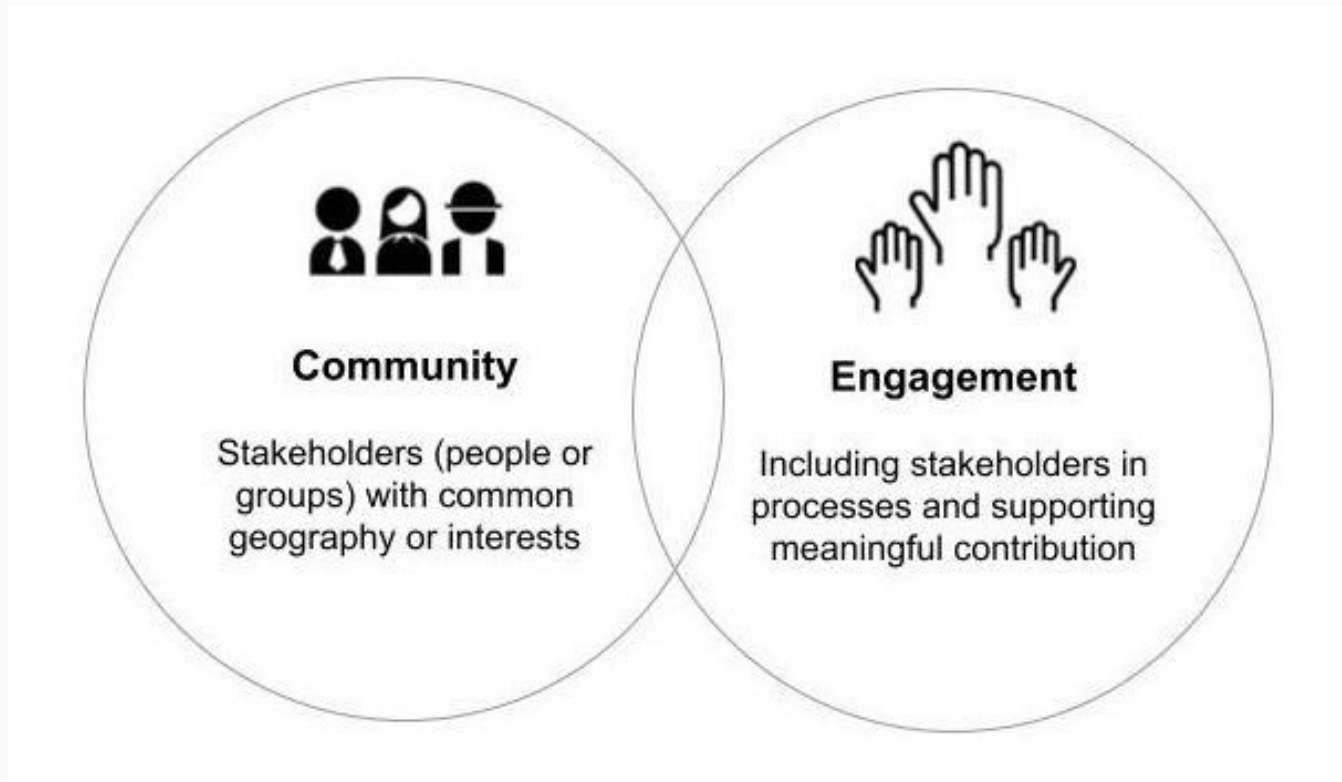 Community
Stakeholders (people or
groups) with common
geography or interests
Engagement
Including stakeholders in
processes and supporting
meaningful contribution